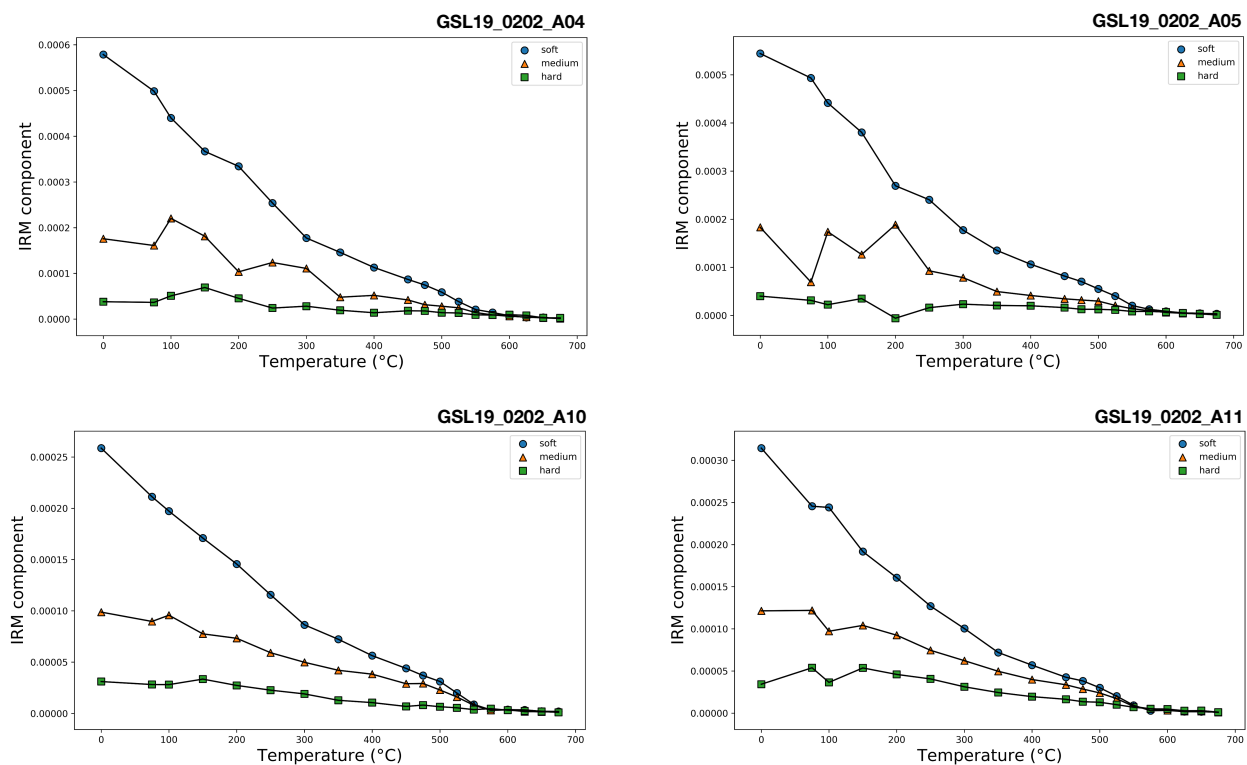 GSL19_0202_A04
0.0006
0.0005
0.0004
0.0003
0.0002
0.0001
0.0000
IRM component
soft
medium
hard
0 100 200 300 400 500 600 700
Temperature (°C)
GSL19_0202_A05
0.0005
0.0004
0.0003
0.0002
0.0001
0.0000
IRM component
soft
medium
hard
0 100 200 300 400 500 600 700
Temperature (°C)
GSL19_0202_A10
0.00025
0.00020
0.00015
0.00010
0.00005
0.00000
IRM component
soft
medium
hard
0 100 200 300 400 500 600 700
Temperature (°C)
GSL19_0202_A11
0.00030
0.00025
0.00020
0.00015
0.00010
0.00005
0.00000
IRM component
soft
medium
hard
0 100 200 300 400 500 600 700
Temperature (°C)